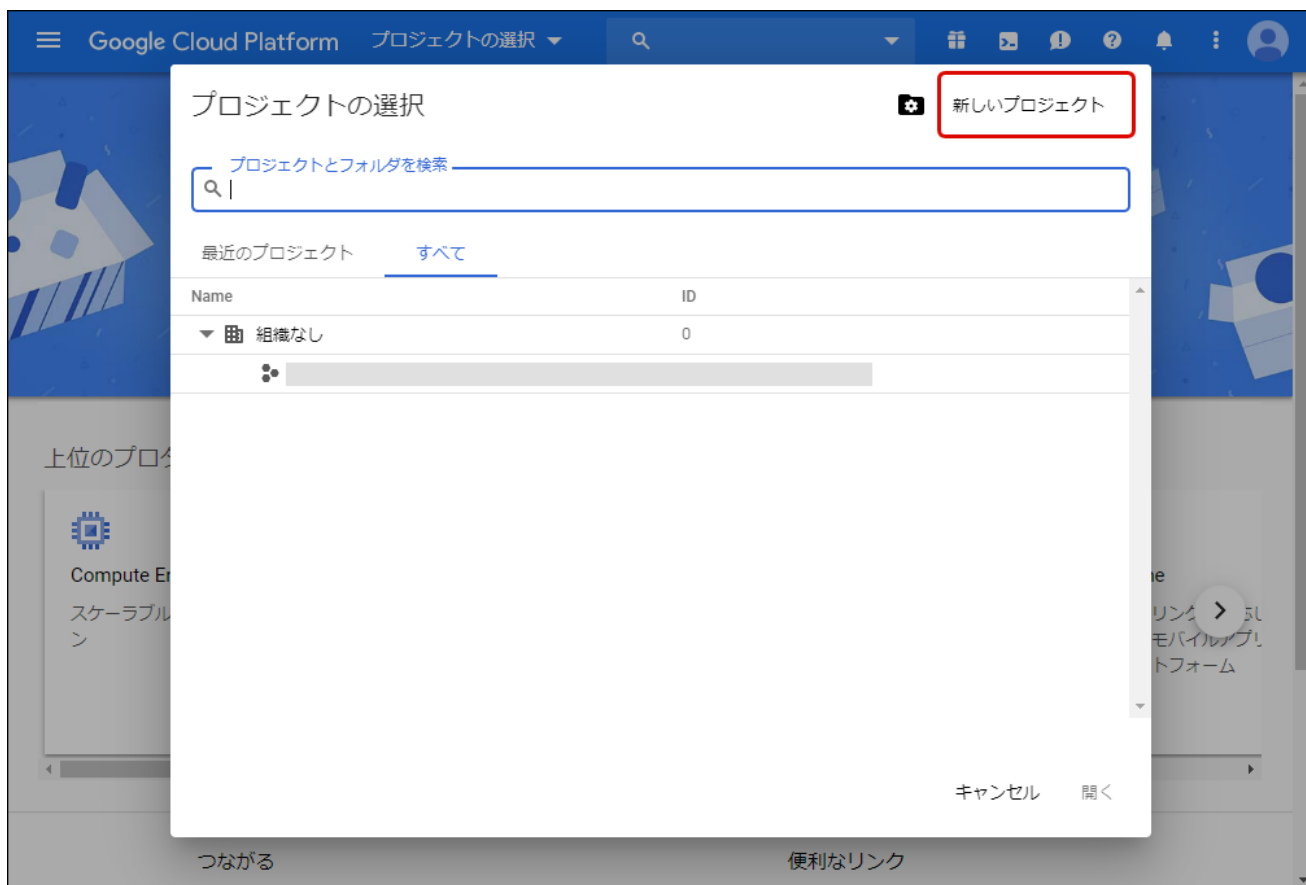 Google Cloud Platform プロジェクトの選択
プロジェクトの選択
新しいプロジェクト
プロジェクトとフォルダを検索
最近のプロジェクト すべて
Name ID
組織なし 0
上位のプロダ
Compute En
スケーラブル
ン
ne
リング
モバイルアプリ
トフォーム
キャンセル 開く
つながる 便利なリンク